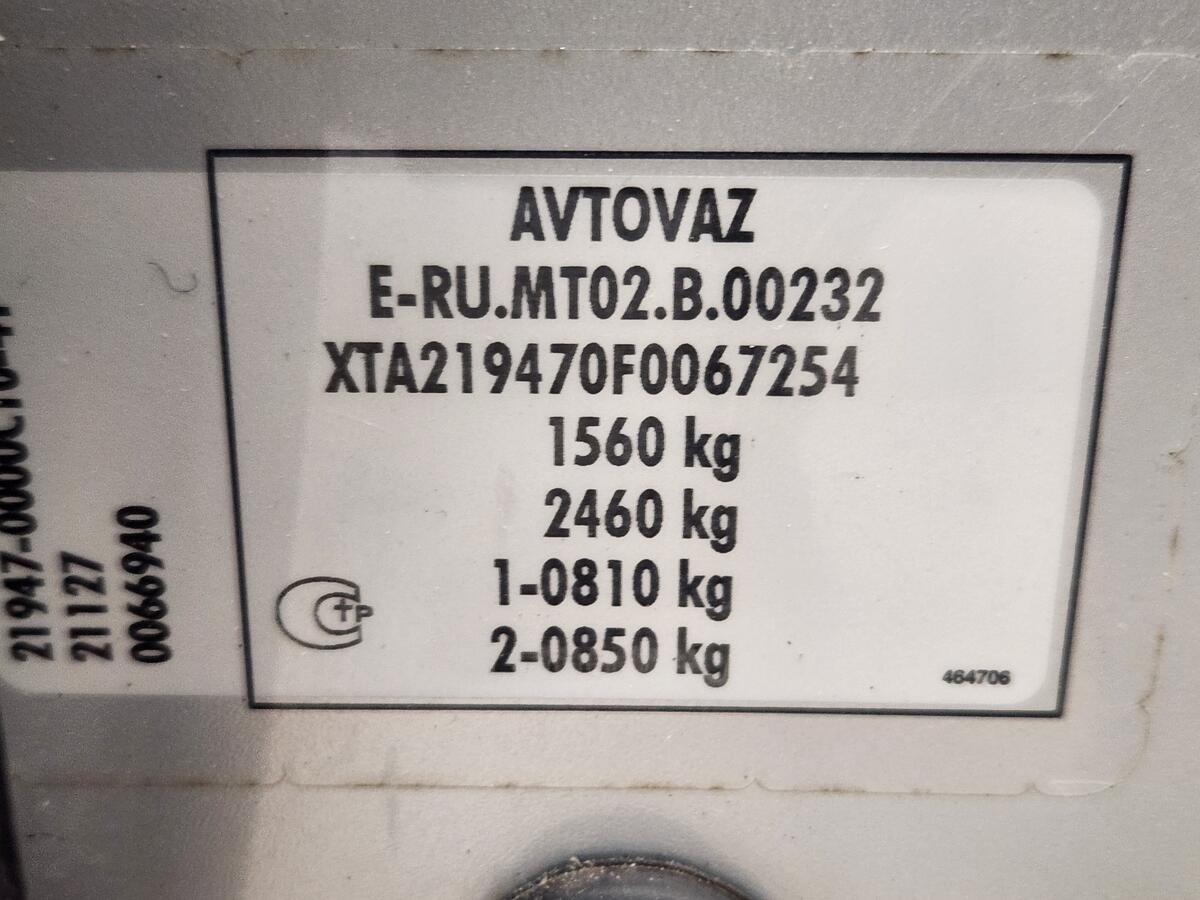 AVTOVAZ
E-RU.MT02.B.00232
XTA219470F0067254
1560 kg
2460 kg
1-0810 kg
2-0850 kg
464706
21127
0066940